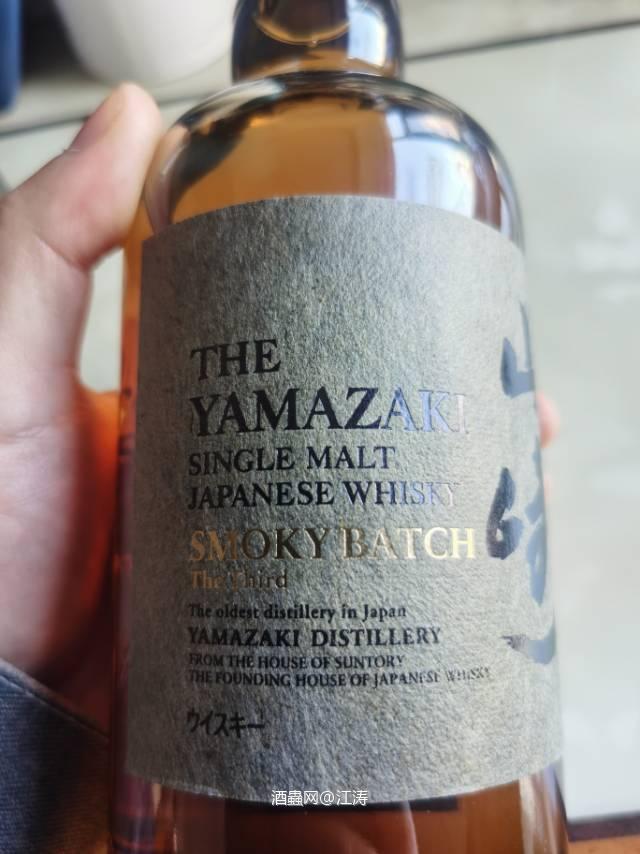 THE
YAMAZAKI
SINGLE MALT
JAPANESE WHISKY
SMOKY BATCH
The Third
The oldest distillery in Japan
YAMAZAKI DISTILLERY
FROM THE HOUSE OF SUNTORY
THE FOUNDING HOUSE OF JAPANESE WHISKY
ウイスキー
酒蟲网@江涛